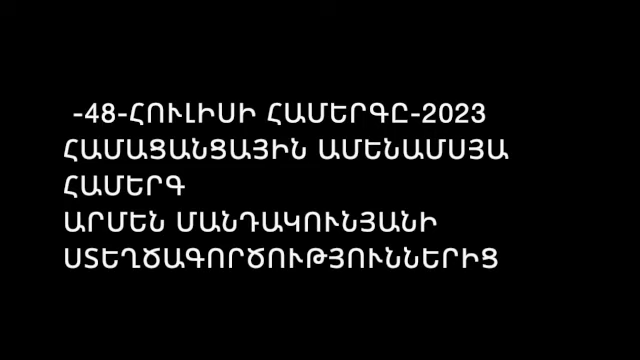 -48-ՀՈՒԼԻՍԻ ՀԱՄԵՐԳԸ-2023
ՀԱՄԱՑԱՆՑԱՅԻՆ ԱՄԵՆԱՄՍՅԱ
ՀԱՄԵՐԳ
ԱՐՄԵՆ ՄԱՆԴԱԿՈՒՆՅԱՆԻ
ՍՏԵՂԾԱԳՈՐԾՈՒԹՅՈՒՆՆԵՐԻՑ